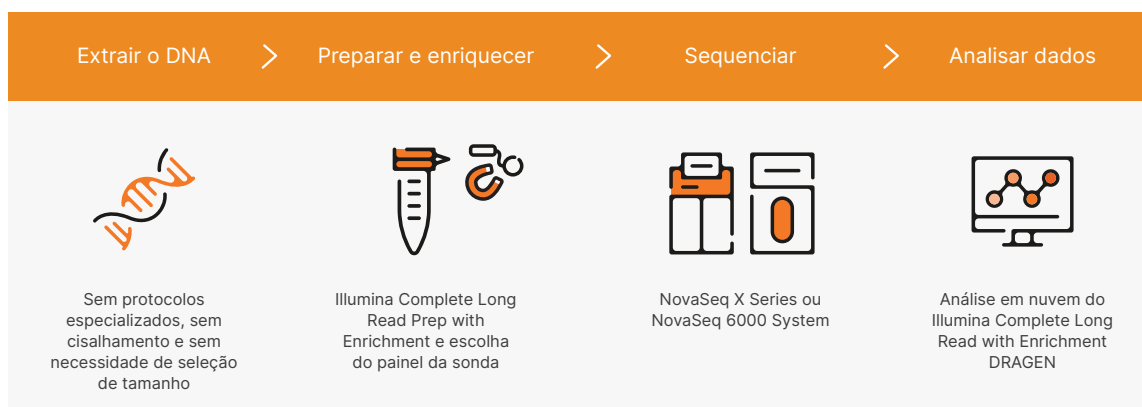 Extrair o DNA
Preparar e enriquecer
Sequenciar
Analisar dados
Sem protocolos
especializados, sem
cisalhamento e sem
necessidade de seleção
de tamanho
Illumina Complete Long
Read Prep with
Enrichment e escolha
do painel da sonda
NovaSeq X Series ou
NovaSeq 6000 System
Análise em nuvem do
Illumina Complete Long
Read with Enrichment
DRAGEN